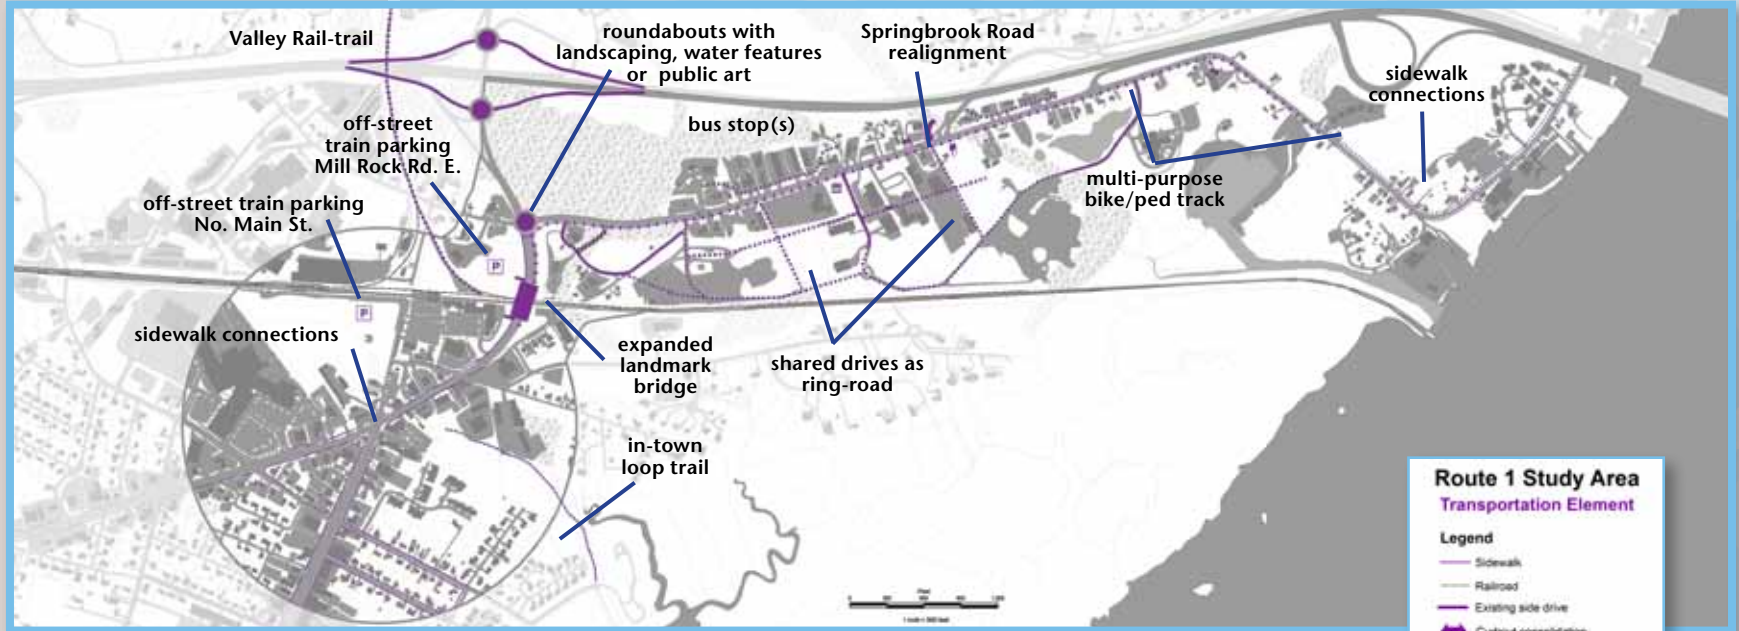 Valley Rail-trail
roundabouts with
landscaping, water features
or public art
Springbrook Road
realignment
sidewalk
connections
off-street
train parking
Mill Rock Rd. E.
bus stop(s)
multi-purpose
bike/ped track
off-street train parking
No. Main St.
P
P
sidewalk connections
expanded
landmark
bridge
shared drives as
ring-road
in-town
loop trail
Route 1 Study Area
Transportation Element
Legend
Sidewalk
Railroad
Existing side drive